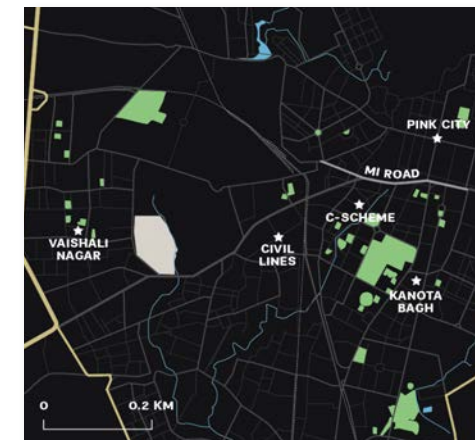 PINK CITY
MI ROAD
C-SCHEME
VAISHALI
NAGAR
CIVIL
LINES
KANOTA
BAGH
0 0.2 KM